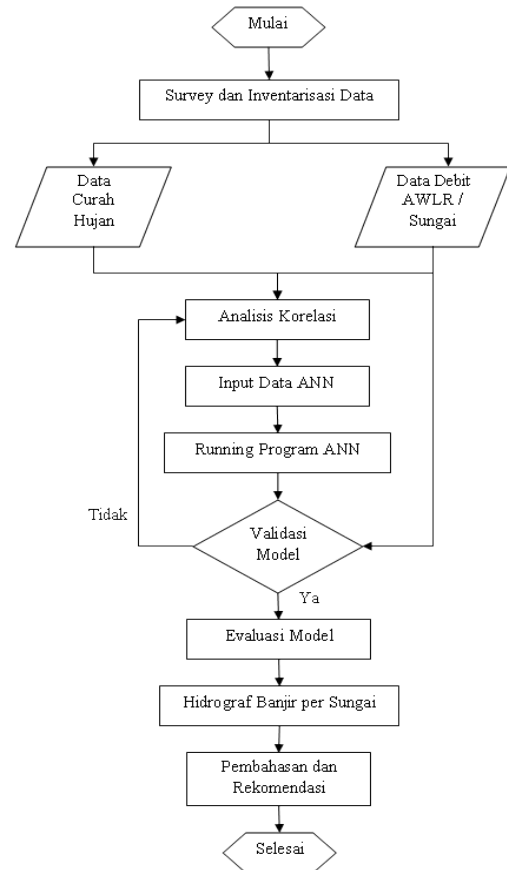 Mulai
Survey dan Inventarisasi Data
Data
Curah
Hujan
Data Debit
AWLR /
Sungai
Analisis Korelasi
Input Data ANN
Running Program ANN
Tidak
Validasi
Model
Ya
Evaluasi Model
Hidrograf Banjir per Sungai
Pembahasan dan
Rekomendasi
Selesai